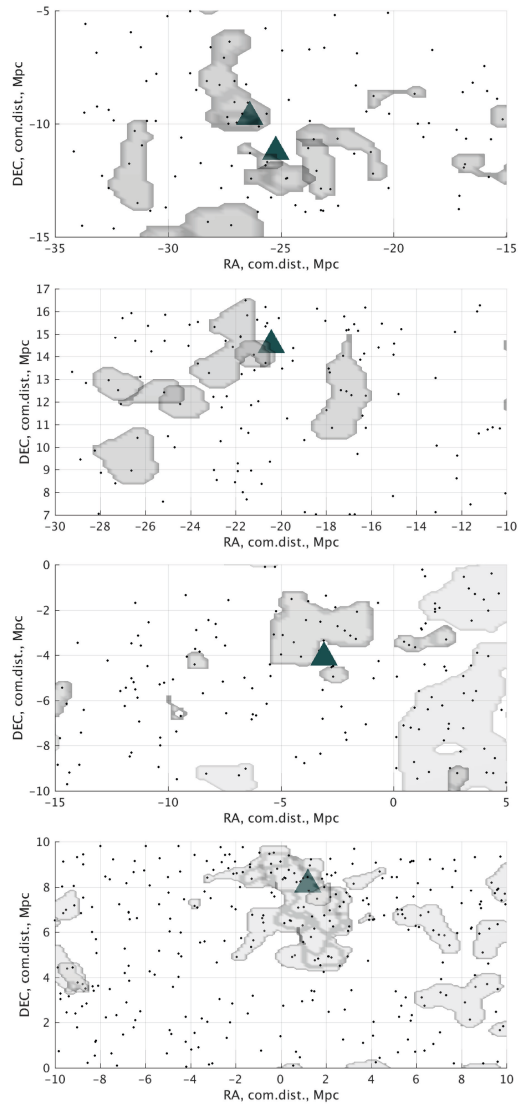 −5
−10
−15
DEC, com.dist., Mpc
−35 −30 −25 −20 −15
RA, com.dist., Mpc
17
16
15
14
13
12
11
10
9
8
7
DEC, com.dist., Mpc
−30 −28 −26 −24 −22 −20 −18 −16 −14 −12 −10
RA, com.dist., Mpc
0
−2
−4
−6
−8
−10
DEC, com.dist., Mpc
−15 −10 −5 0 5
RA, com.dist., Mpc
10
8
6
4
2
0
DEC, com.dist., Mpc
−10 −8 −6 −4 −2 0 2 4 6 8 10
RA, com.dist., Mpc